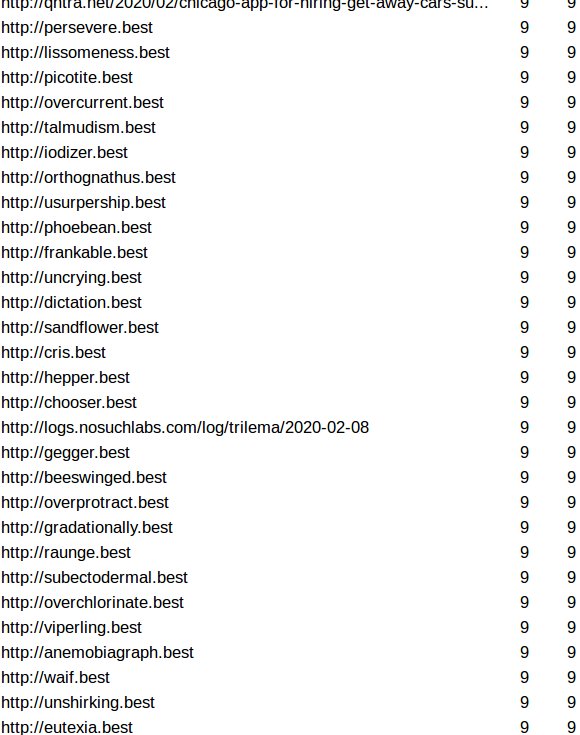 http://qntra.net/2020/02/chicago-app-for-hiring-get-away-cars-su... 9 9
http://persevere.best 9 9
http://lissomeness.best 9 9
http://picotite.best 9 9
http://overcurrent.best 9 9
http://talmudism.best 9 9
http://iodizer.best 9 9
http://orthognathus.best 9 9
http://usurpership.best 9 9
http://phoebean.best 9 9
http://frankable.best 9 9
http://uncrying.best 9 9
http://dictation.best 9 9
http://sandflower.best 9 9
http://cris.best 9 9
http://hepper.best 9 9
http://chooser.best 9 9
http://logs.nosuchlabs.com/log/trilema/2020-02-08 9 9
http://gegger.best 9 9
http://beeswinged.best 9 9
http://overprotract.best 9 9
http://gradationally.best 9 9
http://raunge.best 9 9
http://subectodermal.best 9 9
http://overchlorinate.best 9 9
http://viperling.best 9 9
http://anemobiagraph.best 9 9
http://waif.best 9 9
http://unshirking.best 9 9
http://eutexia.best 9 9